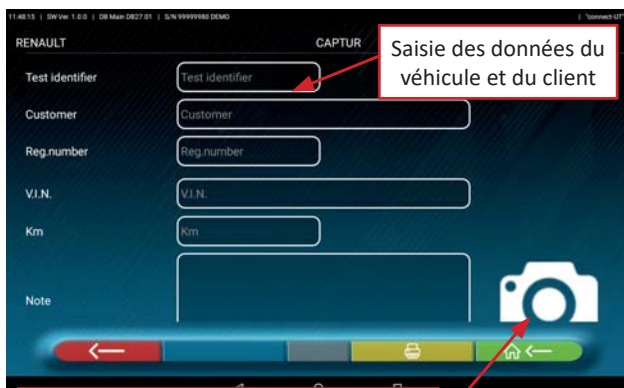 11.48.15 | SW Ver. 1.0.0 | DB Main DB27.01 | S/N 99999980 DEMO | "connect-UT"
RENAULT CAPTUR
Saisie des données du
véhicule et du client
Test identifier Test identifier
Customer Customer
Reg.number Reg.number
V.I.N. V.I.N.
Km Km
Note